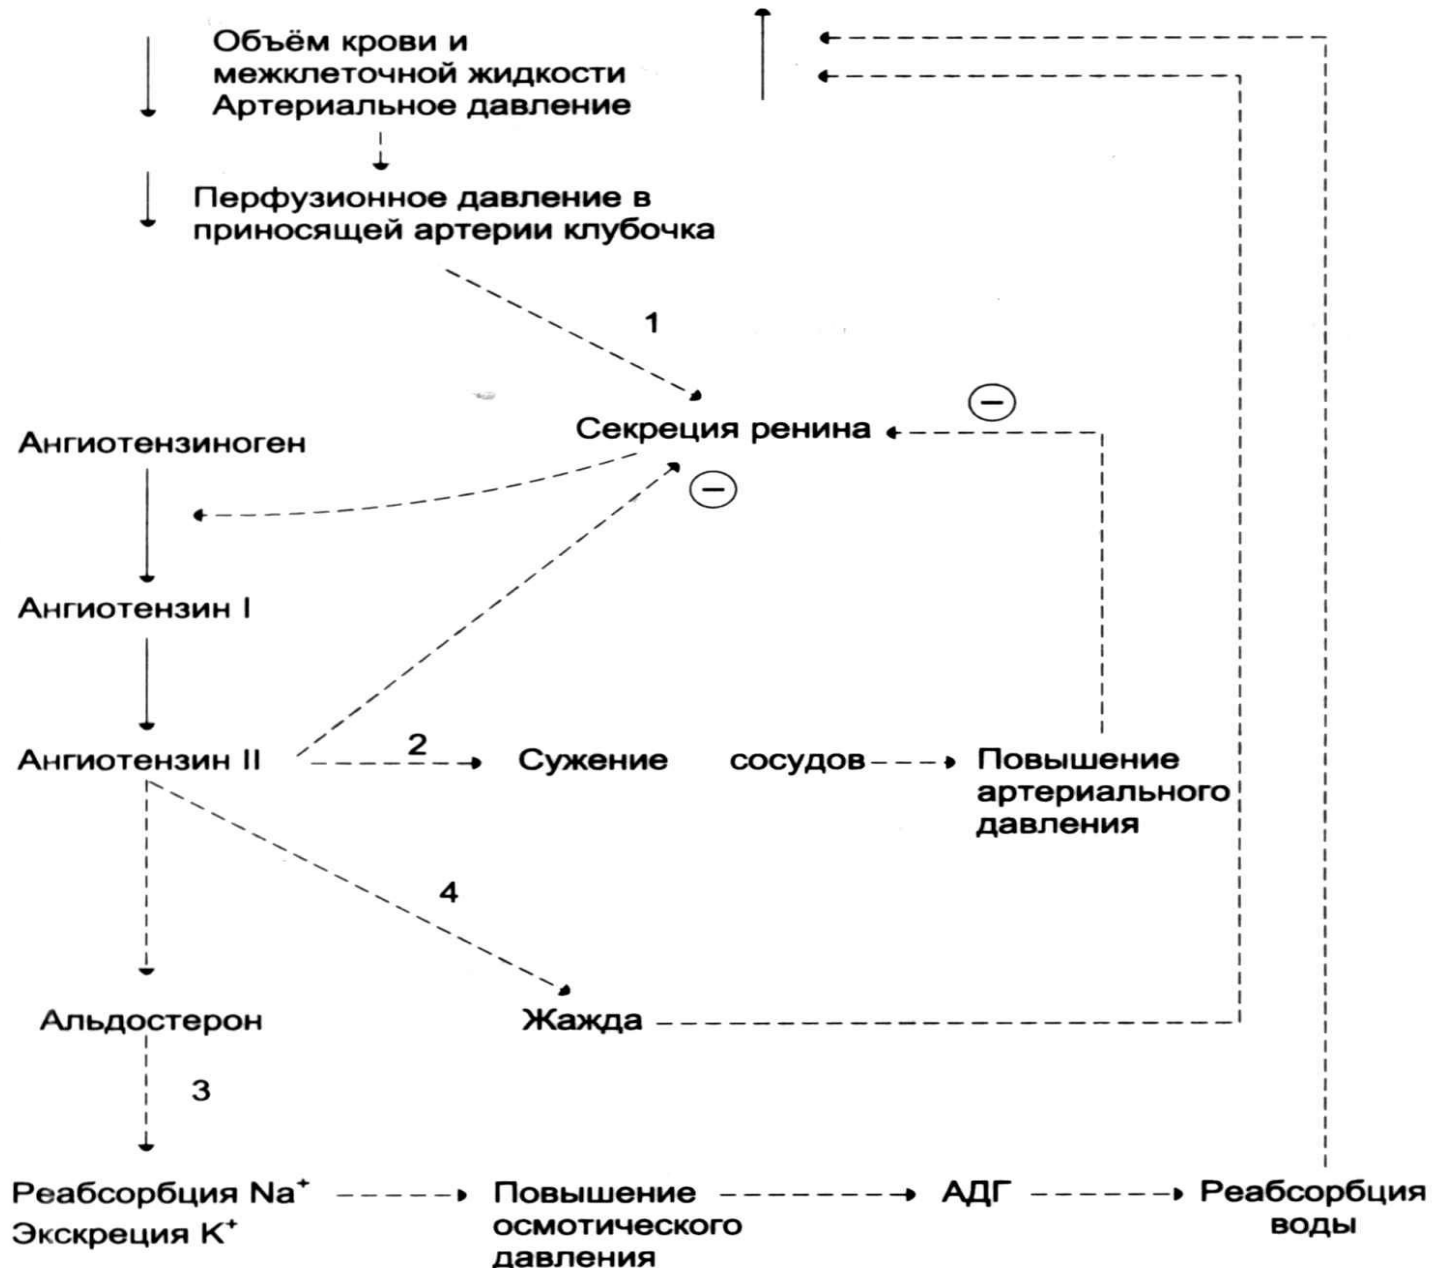 Объём крови и
межклеточной жидкости
Артериальное давление
Перфузионное давление в
приносящей артерии клубочка
1
Секреция ренина
−
−
Ангиотензиноген
Ангиотензин I
Ангиотензин II
2
Сужение сосудов
Повышение
артериального
давления
4
Альдостерон
Жажда
3
Реабсорбция Na⁺
Экскреция K⁺
Повышение
осмотического
давления
АДГ
Реабсорбция
воды